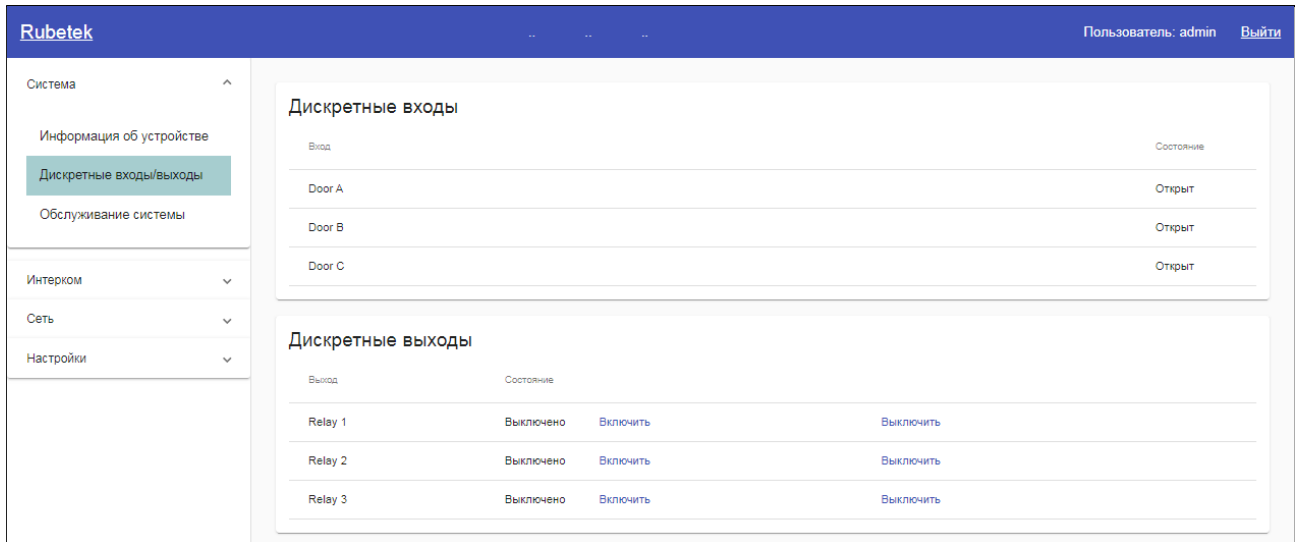 Rubetek .. .. .. Пользователь: admin Выйти
Система
Информация об устройстве
Дискретные входы/выходы
Обслуживание системы
Интерком
Сеть
Настройки
Дискретные входы
Вход Состояние
Door A Открыт
Door B Открыт
Door C Открыт
Дискретные выходы
Выход Состояние
Relay 1 Выключено Включить Выключить
Relay 2 Выключено Включить Выключить
Relay 3 Выключено Включить Выключить